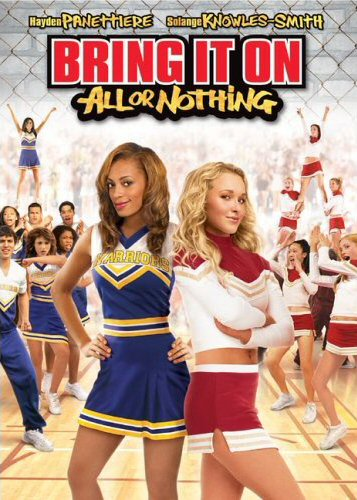 Hayden PANETTIERE Solange KNOWLES-SMITH
BRING IT ON
ALL OR NOTHING
WARRIORS